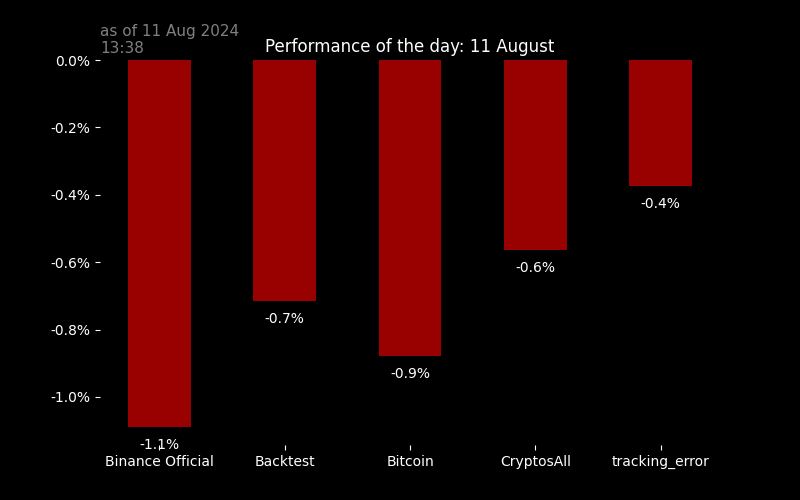 as of 11 Aug 2024
13:38
Performance of the day: 11 August
0.0%
-0.2%
-0.4%
-0.6%
-0.8%
-1.0%
-1.1%
-0.7%
-0.9%
-0.6%
-0.4%
Binance Official
Backtest
Bitcoin
CryptosAll
tracking_error